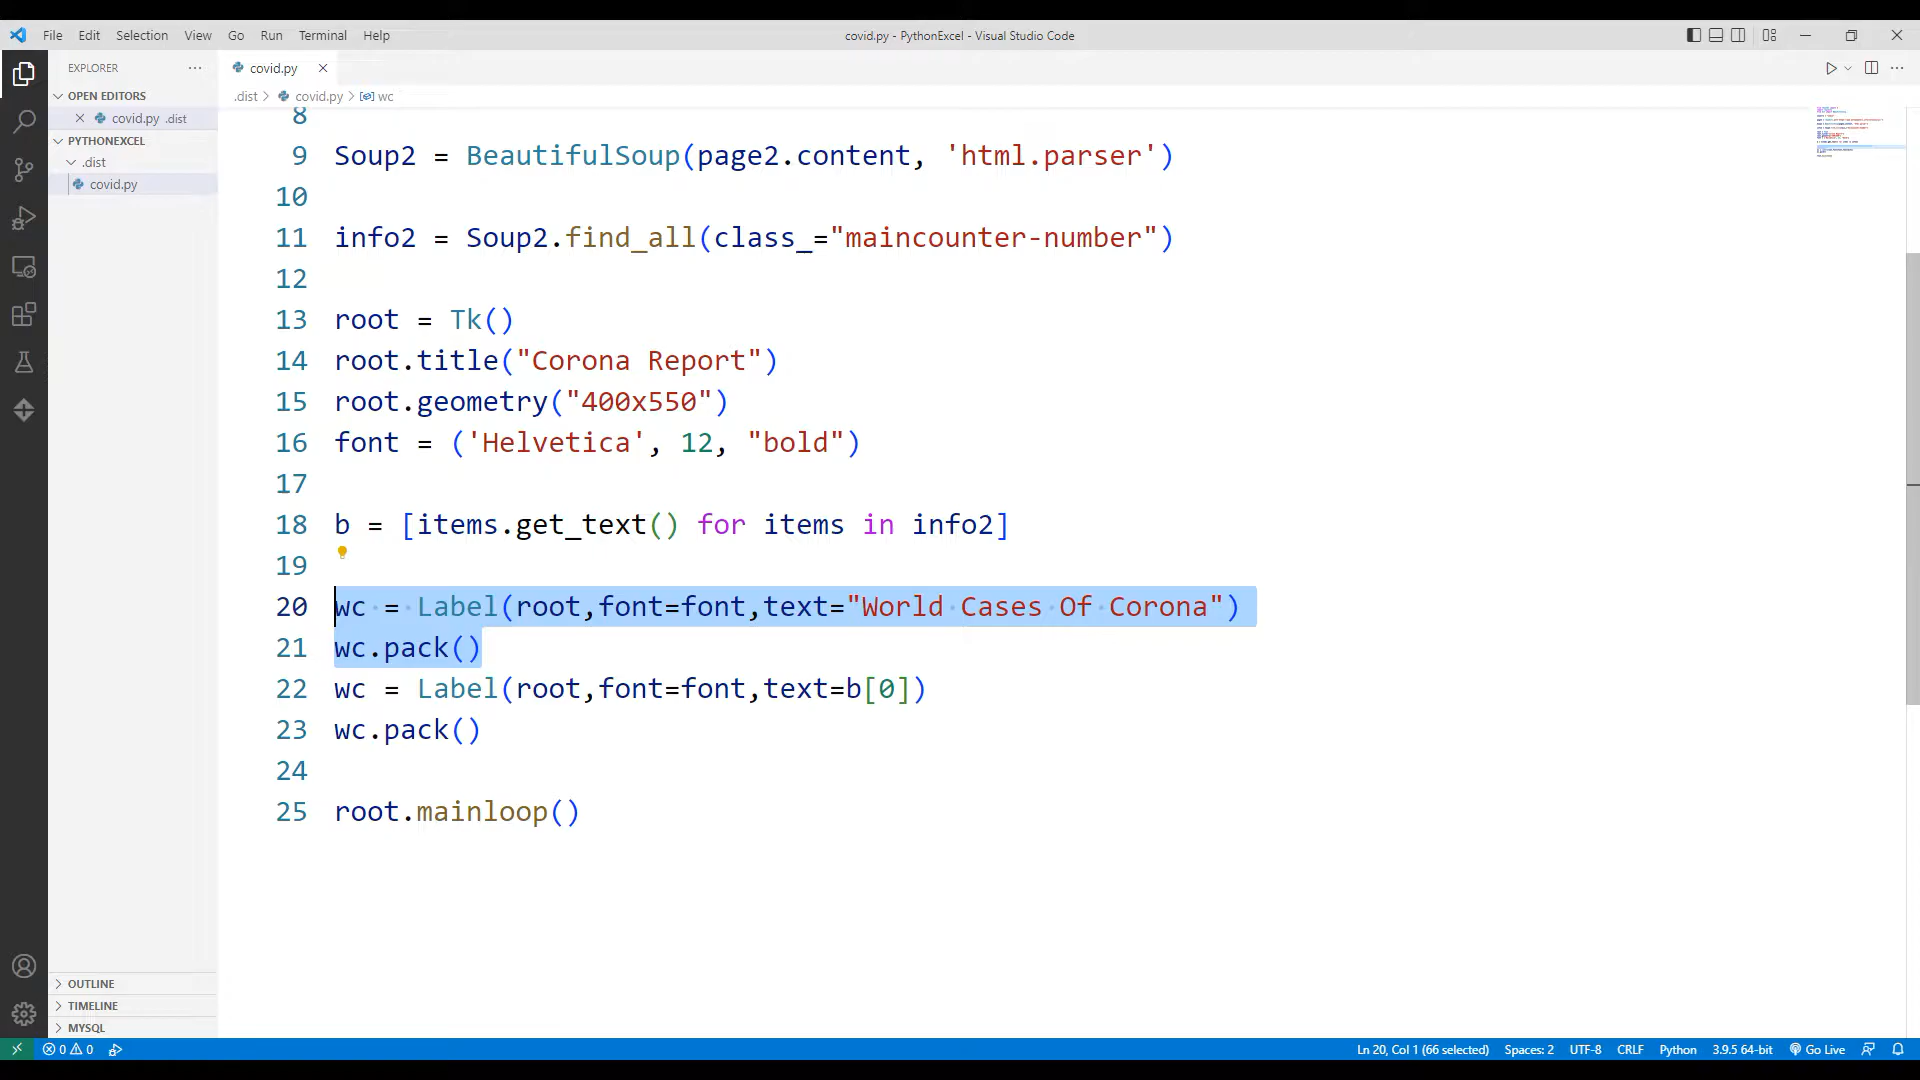 File Edit Selection View Go Run Terminal Help
covid.py - PythonExcel - Visual Studio Code
EXPLORER
OPEN EDITORS
covid.py .dist
PYTHONEXCEL
.dist
covid.py
OUTLINE
TIMELINE
MYSQL
covid.py
.dist > covid.py > wc
8
9 Soup2 = BeautifulSoup(page2.content, 'html.parser')
10
11 info2 = Soup2.find_all(class_="maincounter-number")
12
13 root = Tk()
14 root.title("Corona Report")
15 root.geometry("400x550")
16 font = ('Helvetica', 12, "bold")
17
18 b = [items.get_text() for items in info2]
19
20 wc = Label(root,font=font,text="World Cases Of Corona")
21 wc.pack()
22 wc = Label(root,font=font,text=b[0])
23 wc.pack()
24
25 root.mainloop()
0 0
Ln 20, Col 1 (66 selected) Spaces: 2 UTF-8 CRLF Python 3.9.5 64-bit Go Live